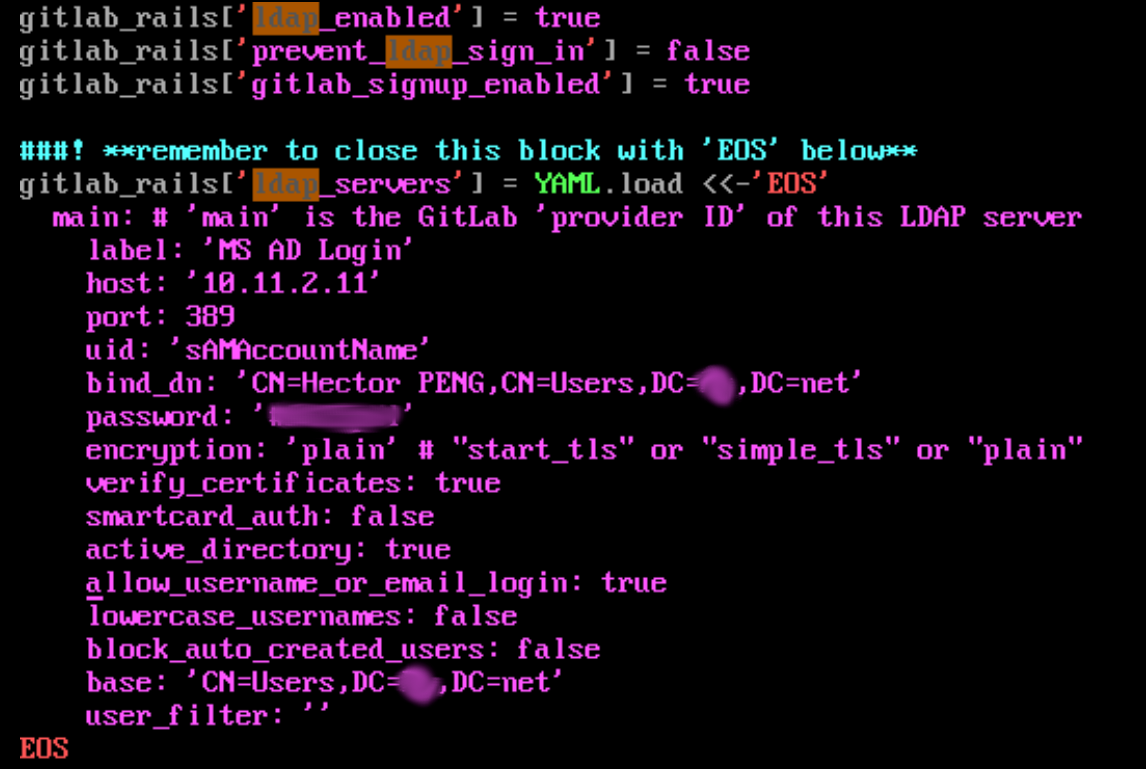 gitlab_rails['ldap_enabled'] = true
gitlab_rails['prevent_ldap_sign_in'] = false
gitlab_rails['gitlab_signup_enabled'] = true
###! **remember to close this block with 'EOS' below**
gitlab_rails['ldap_servers'] = YAML.load <<-'EOS'
main: # 'main' is the GitLab 'provider ID' of this LDAP server
label: 'MS AD Login'
host: '10.11.2.11'
port: 389
uid: 'sAMAccountName'
bind_dn: 'CN=Hector PENG,CN=Users,DC= ,DC=net'
password: ' '
encryption: 'plain' # "start_tls" or "simple_tls" or "plain"
verify_certificates: true
smartcard_auth: false
active_directory: true
allow_username_or_email_login: true
lowercase_usernames: false
block_auto_created_users: false
base: 'CN=Users,DC= ,DC=net'
user_filter: ''
EOS